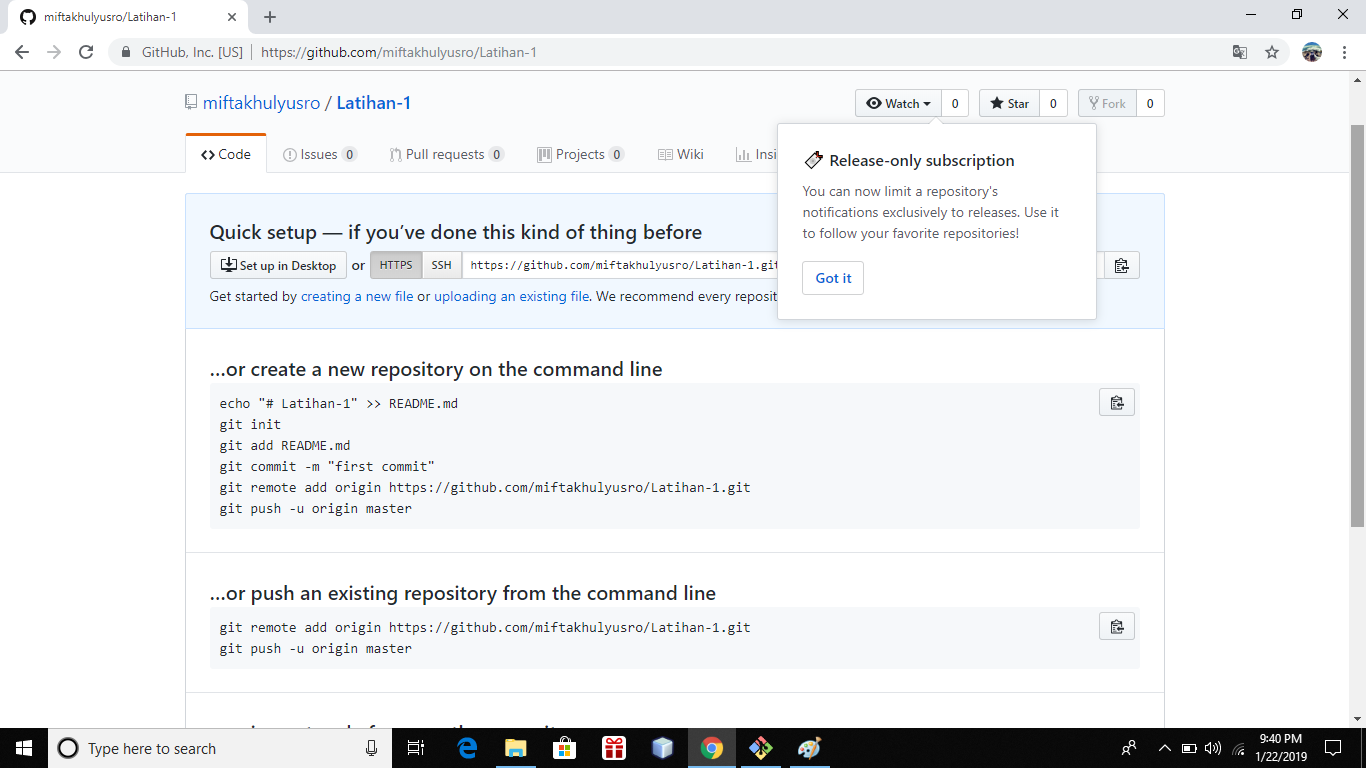 miftakhulyusro/Latihan-1
GitHub, Inc. [US] https://github.com/miftakhulyusro/Latihan-1
miftakhulyusro / Latihan-1
Watch 0 Star 0 Fork 0
Code Issues 0 Pull requests 0 Projects 0 Wiki Insi
Release-only subscription
You can now limit a repository's
notifications exclusively to releases. Use it
to follow your favorite repositories!
Got it
Quick setup — if you’ve done this kind of thing before
Set up in Desktop or HTTPS SSH https://github.com/miftakhulyusro/Latihan-1.git
Get started by creating a new file or uploading an existing file. We recommend every reposit
…or create a new repository on the command line
echo "# Latihan-1" >> README.md
git init
git add README.md
git commit -m "first commit"
git remote add origin https://github.com/miftakhulyusro/Latihan-1.git
git push -u origin master
…or push an existing repository from the command line
git remote add origin https://github.com/miftakhulyusro/Latihan-1.git
git push -u origin master
Type here to search
9:40 PM
1/22/2019